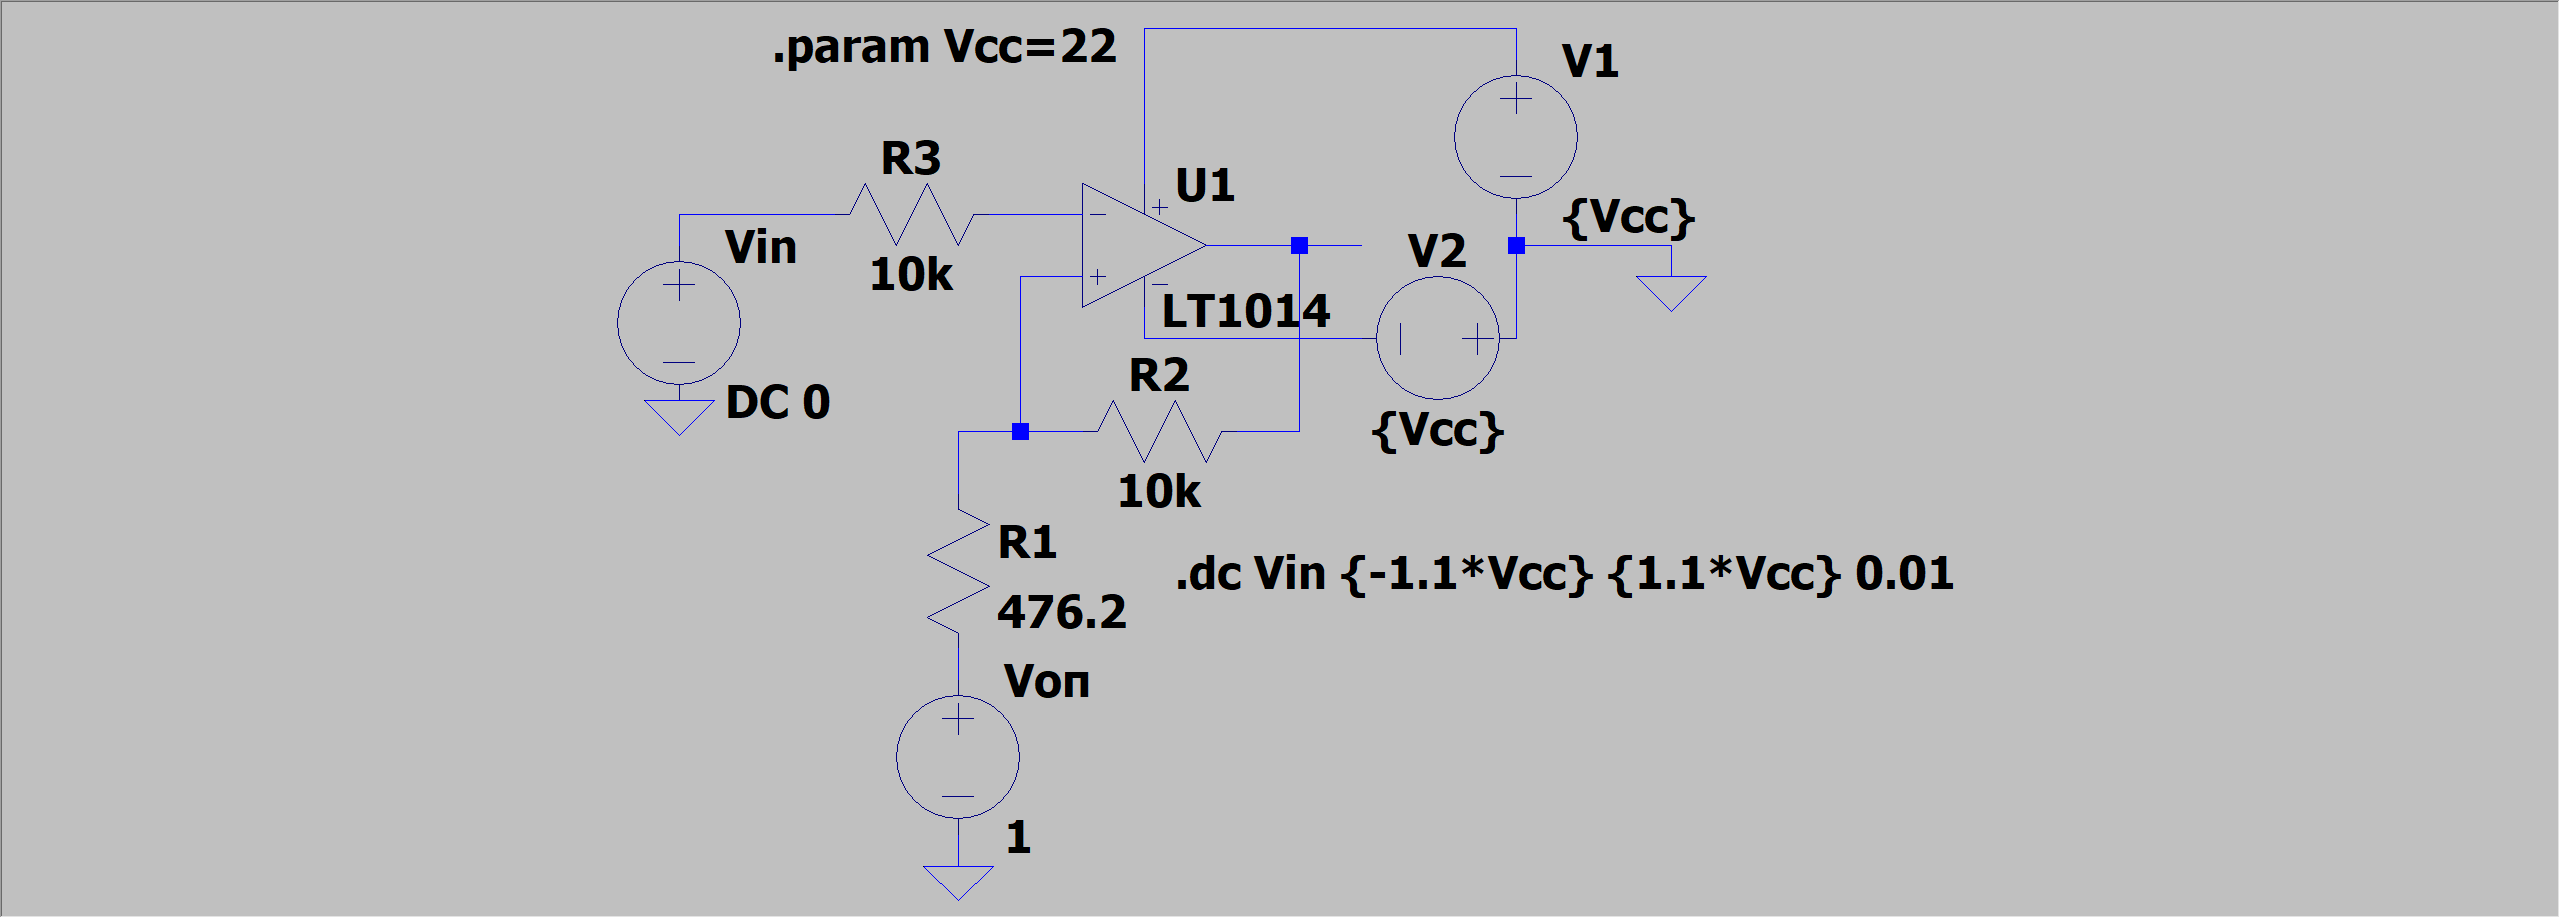 .param Vcc=22
V1
R3
U1
{Vcc}
Vin
V2
10k
LT1014
R2
DC 0
{Vcc}
10k
R1
.dc Vin {-1.1*Vcc} {1.1*Vcc} 0.01
476.2
Vоп
1